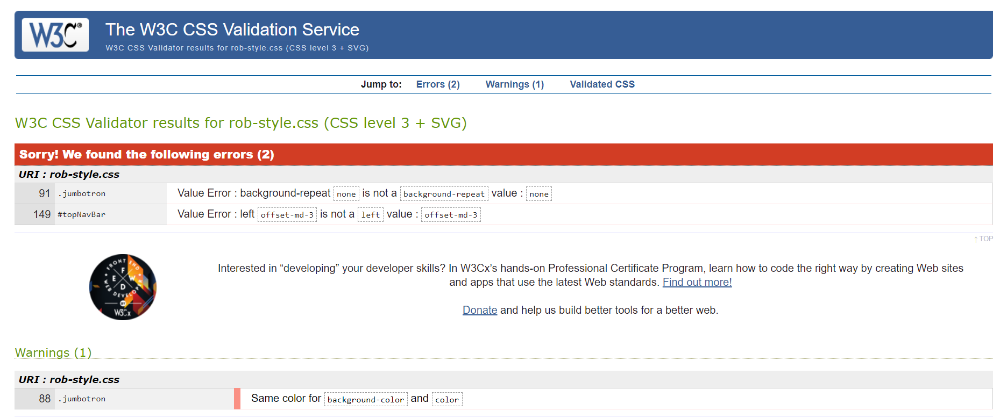 W3C®
The W3C CSS Validation Service
W3C CSS Validator results for rob-style.css (CSS level 3 + SVG)
Jump to: Errors (2) Warnings (1) Validated CSS
W3C CSS Validator results for rob-style.css (CSS level 3 + SVG)
Sorry! We found the following errors (2)
URI : rob-style.css
91 .jumbotron Value Error : background-repeat none is not a background-repeat value : none
149 #topNavBar Value Error : left offset-md-3 is not a left value : offset-md-3
↑ TOP
FRONT END
WEB DEVELOPER
F E W D
BY
W3Cx
Interested in “developing” your developer skills? In W3Cx’s hands-on Professional Certificate Program, learn how to code the right way by creating Web sites
and apps that use the latest Web standards. Find out more!
Donate and help us build better tools for a better web.
Warnings (1)
URI : rob-style.css
88 .jumbotron Same color for background-color and color